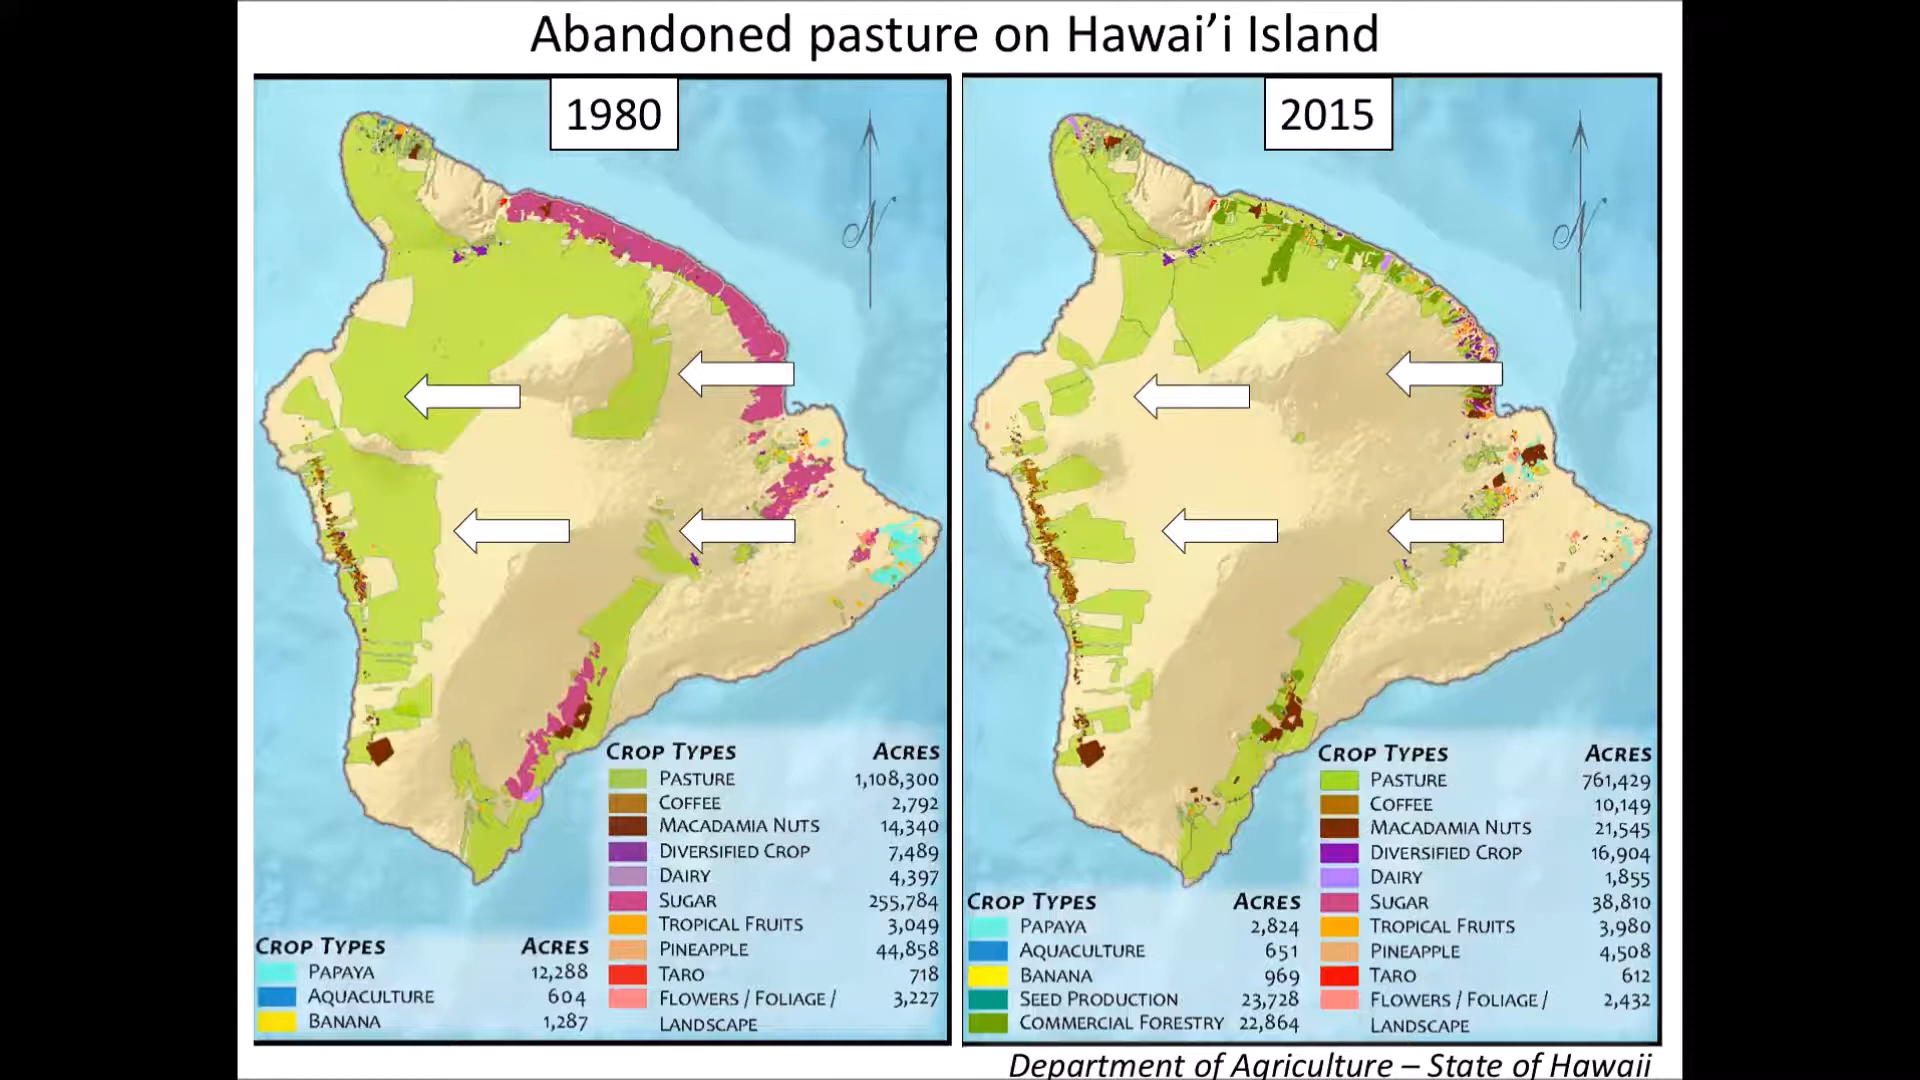 Abandoned pasture on Hawai’i Island
1980
N
CROP TYPES ACRES
PASTURE 1,108,300
COFFEE 2,792
MACADAMIA NUTS 14,340
DIVERSIFIED CROP 7,489
DAIRY 4,397
SUGAR 255,784
TROPICAL FRUITS 3,049
PINEAPPLE 44,858
TARO 718
FLOWERS / FOLIAGE / 3,227
LANDSCAPE
CROP TYPES ACRES
PAPAYA 12,288
AQUACULTURE 604
BANANA 1,287
2015
N
CROP TYPES ACRES
PASTURE 761,429
COFFEE 10,149
MACADAMIA NUTS 21,545
DIVERSIFIED CROP 16,904
DAIRY 1,855
SUGAR 38,810
TROPICAL FRUITS 3,980
PINEAPPLE 4,508
TARO 612
FLOWERS / FOLIAGE / 2,432
LANDSCAPE
CROP TYPES ACRES
PAPAYA 2,824
AQUACULTURE 651
BANANA 969
SEED PRODUCTION 23,728
COMMERCIAL FORESTRY 22,864
Department of Agriculture – State of Hawaii